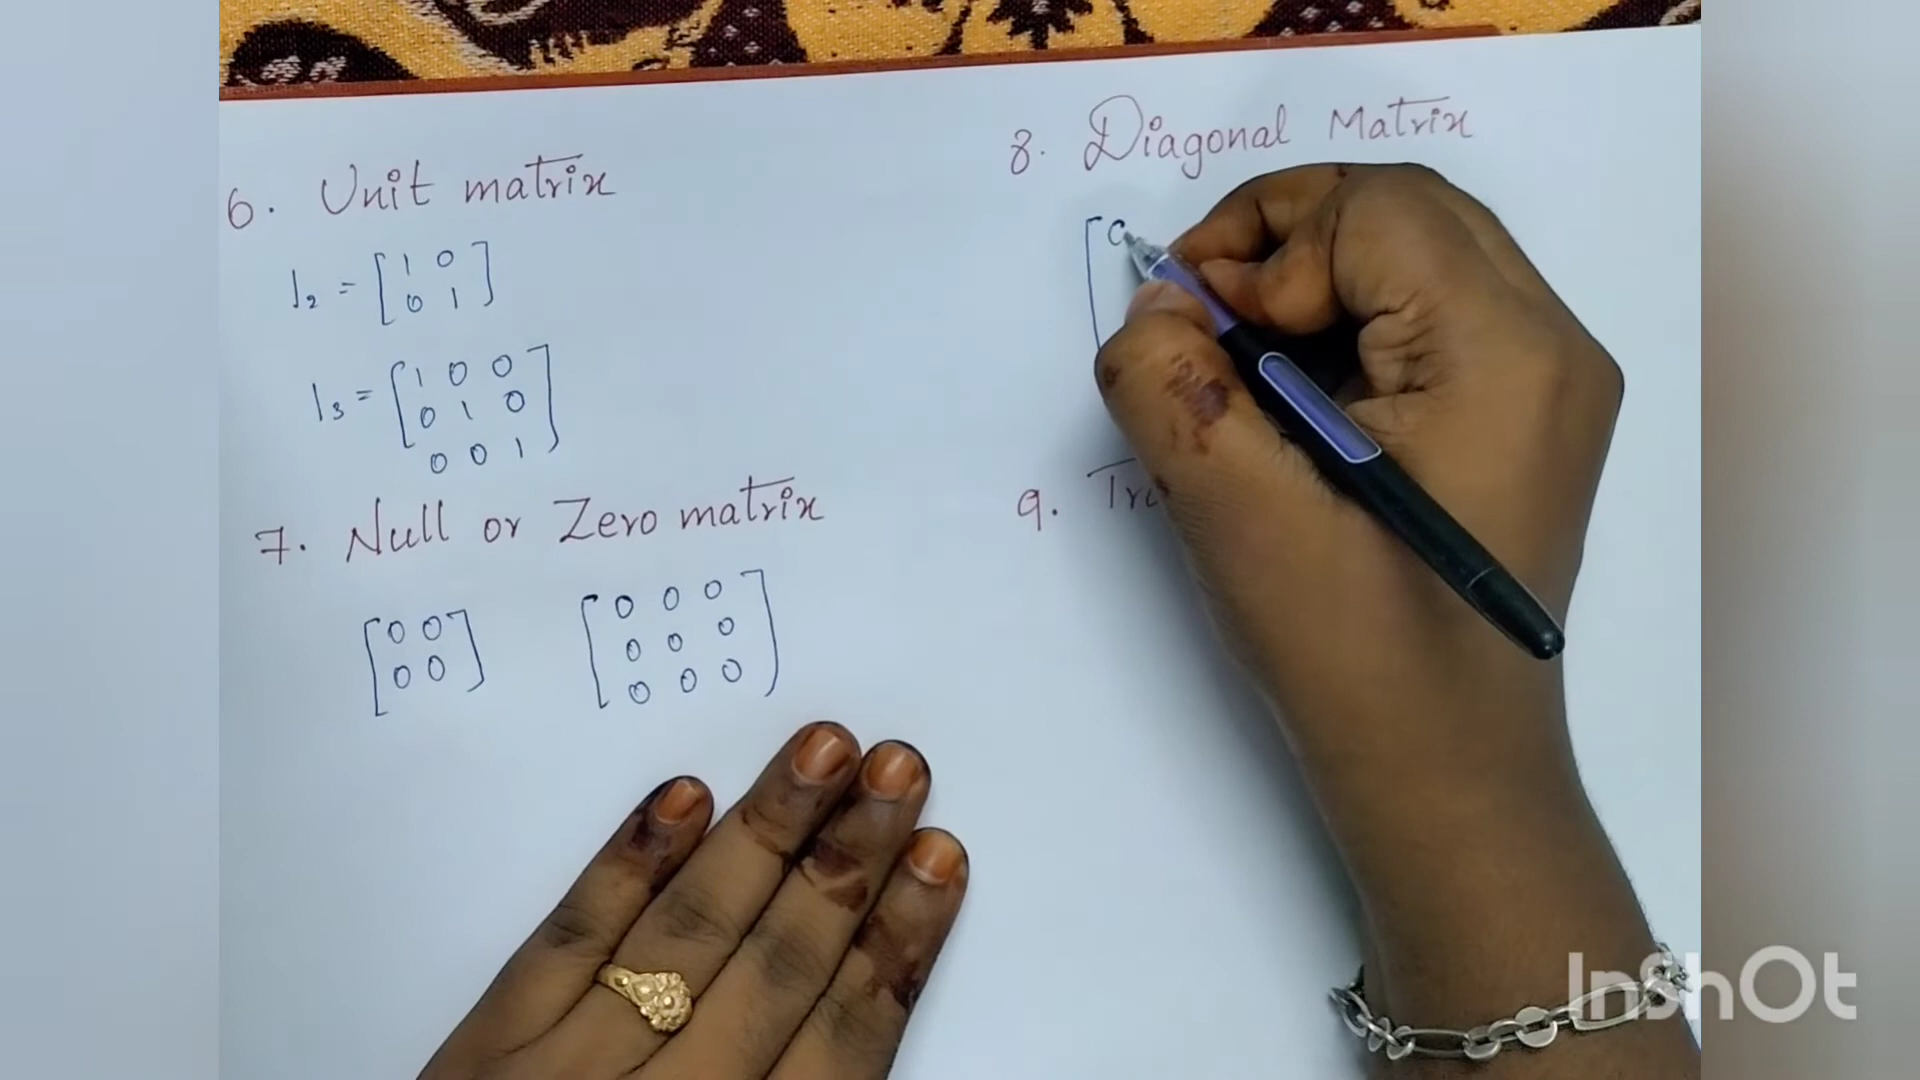 6. Unit matrix
I₂ = [ 1 0
0 1 ]
I₃ = [ 1 0 0
0 1 0
0 0 1 ]
7. Null or Zero matrix
[ 0 0
0 0 ]
[ 0 0 0
0 0 0
0 0 0 ]
8. Diagonal Matrix
[
9.
InShOt